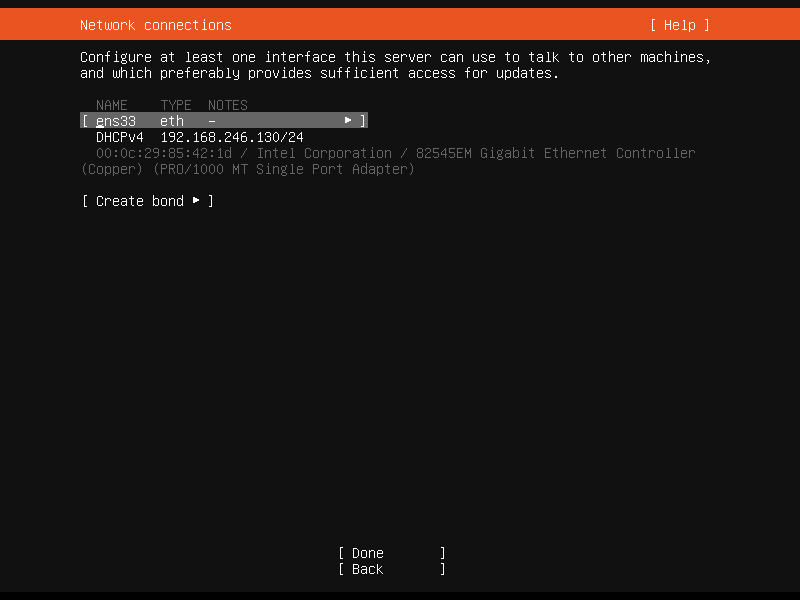 Network connections [ Help ]
Configure at least one interface this server can use to talk to other machines,
and which preferably provides sufficient access for updates.
NAME TYPE NOTES
[ ens33 eth – ▸ ]
DHCPv4 192.168.246.130/24
00:0c:29:85:42:1d / Intel Corporation / 82545EM Gigabit Ethernet Controller
(Copper) (PRO/1000 MT Single Port Adapter)
[ Create bond ▸ ]
[ Done ]
[ Back ]